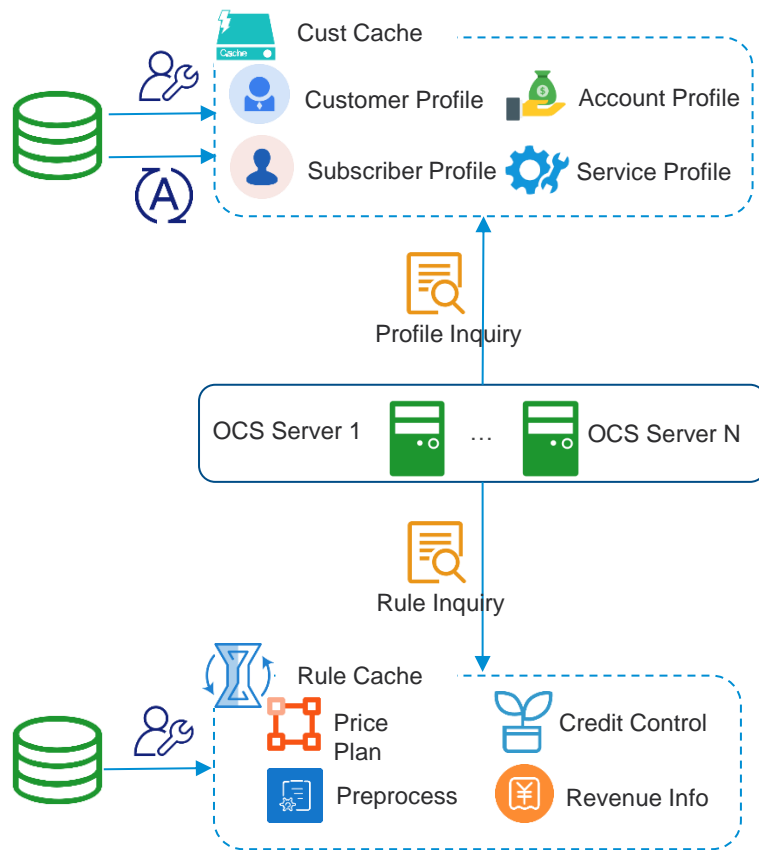 Cust Cache
Cache
Customer Profile
Account Profile
Subscriber Profile
Service Profile
A
Profile Inquiry
OCS Server 1
...
OCS Server N
Rule Inquiry
Rule Cache
Price
Plan
Credit Control
Preprocess
Revenue Info
$
¥